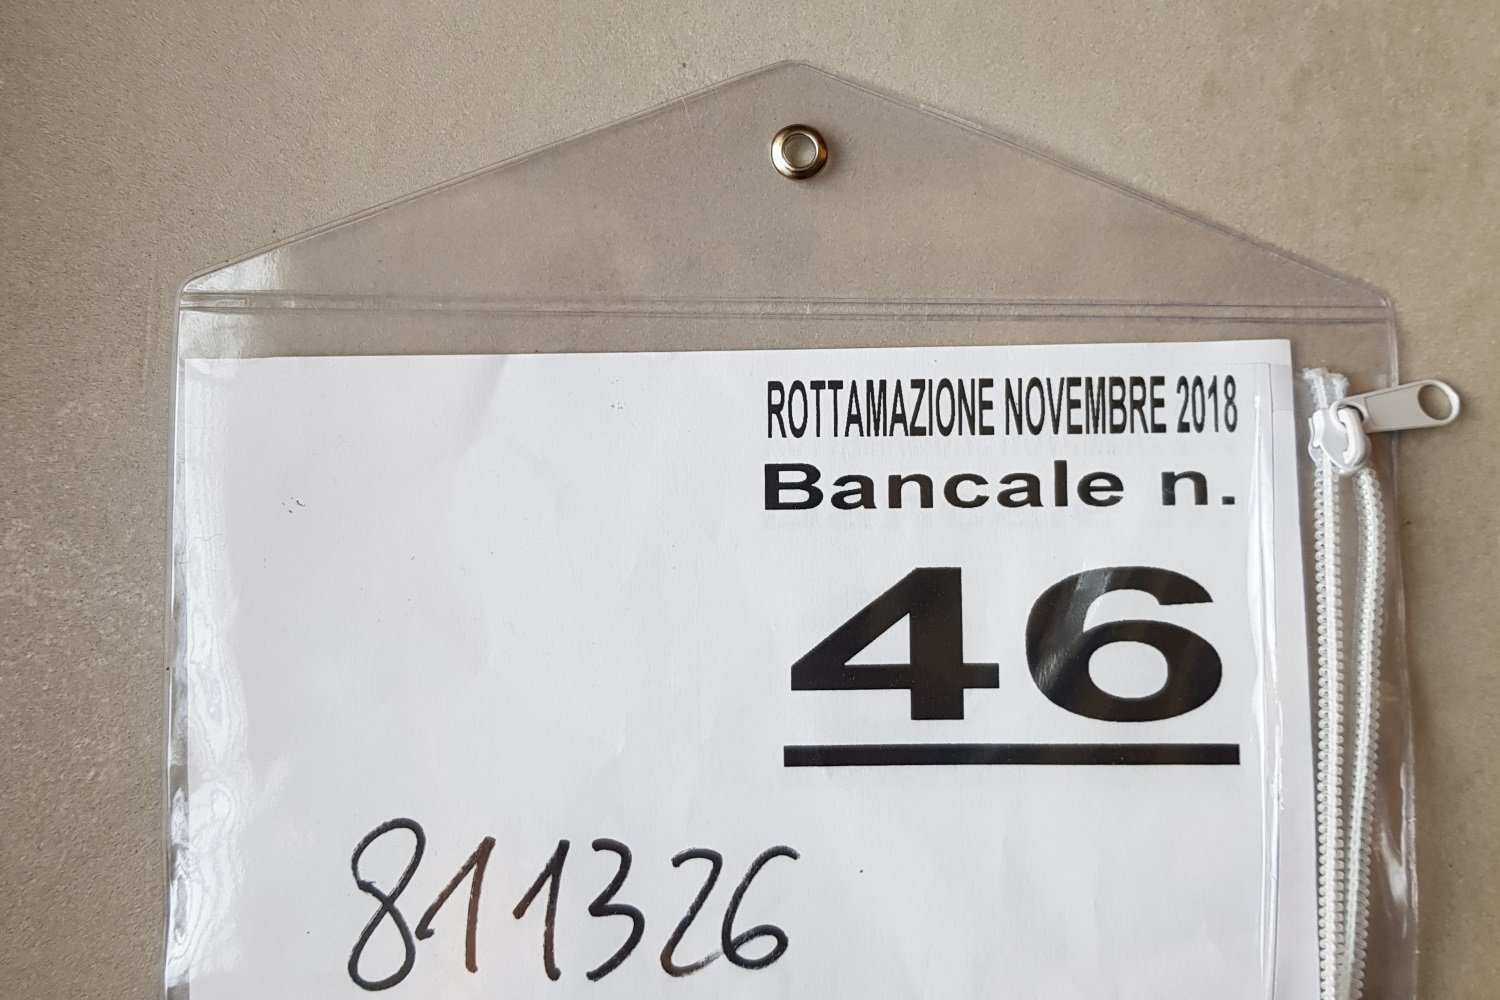 ROTTAMAZIONE NOVEMBRE 2018
Bancale n.
46
811326